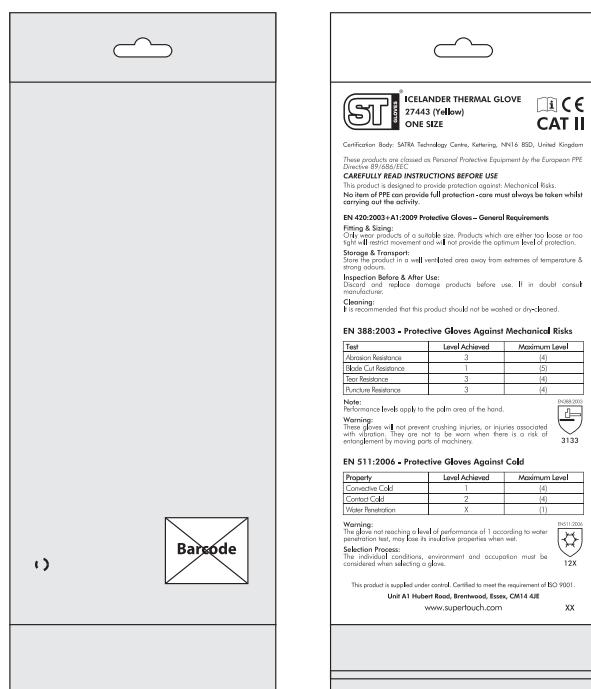 Barcode
ST
GLOVES
®
ICELANDER THERMAL GLOVE
27443 (Yellow)
ONE SIZE
CE
CAT II
Certification Body: SATRA Technology Centre, Kettering, NN16 8SD, United Kingdom
These products are classed as Personal Protective Equipment by the European PPE
Directive 89/686/EEC
CAREFULLY READ INSTRUCTIONS BEFORE USE
This product is designed to provide protection against: Mechanical Risks.
No item of PPE can provide full protection - care must always be taken whilst
carrying out the activity.
EN 420:2003+A1:2009 Protective Gloves – General Requirements
Fitting & Sizing:
Only wear products of a suitable size. Products which are either too loose or too
tight will restrict movement and will not provide the optimum level of protection.
Storage & Transport:
Store the product in a well ventilated area away from extremes of temperature &
strong odours.
Inspection Before & After Use:
Discard and replace damage products before use. If in doubt consult
manufacturer.
Cleaning:
It is recommended that this product should not be washed or dry-cleaned.
EN 388:2003 - Protective Gloves Against Mechanical Risks
Test Level Achieved Maximum Level
Abrasion Resistance 3 (4)
Blade Cut Resistance 1 (5)
Tear Resistance 3 (4)
Puncture Resistance 3 (4)
Note:
Performance levels apply to the palm area of the hand.
Warning:
These gloves will not prevent crushing injuries, or injuries associated
with vibration. They are not to be worn when there is a risk of
entanglement by moving parts of machinery.
EN388:2003
3133
EN 511:2006 - Protective Gloves Against Cold
Property Level Achieved Maximum Level
Convective Cold 1 (4)
Contact Cold 2 (4)
Water Penetration X (1)
Warning:
The glove not reaching a level of performance of 1 according to water
penetration test, may lose its insulative properties when wet.
Selection Process:
The individual conditions, environment and occupation must be
considered when selecting a glove.
EN511:2006
12X
This product is supplied under control. Certified to meet the requirement of ISO 9001.
Unit A1 Hubert Road, Brentwood, Essex, CM14 4JE
www.supertouch.com
XX